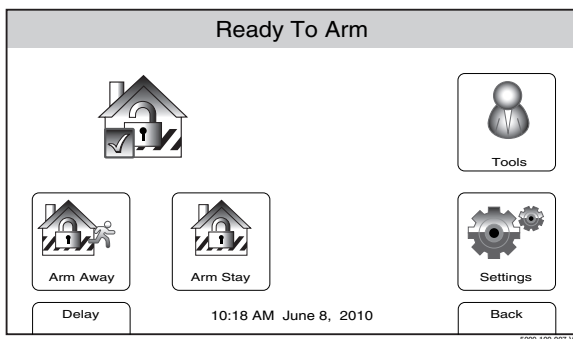 Ready To Arm
Tools
Arm Away
Arm Stay
Settings
Delay
10:18 AM June 8, 2010
Back